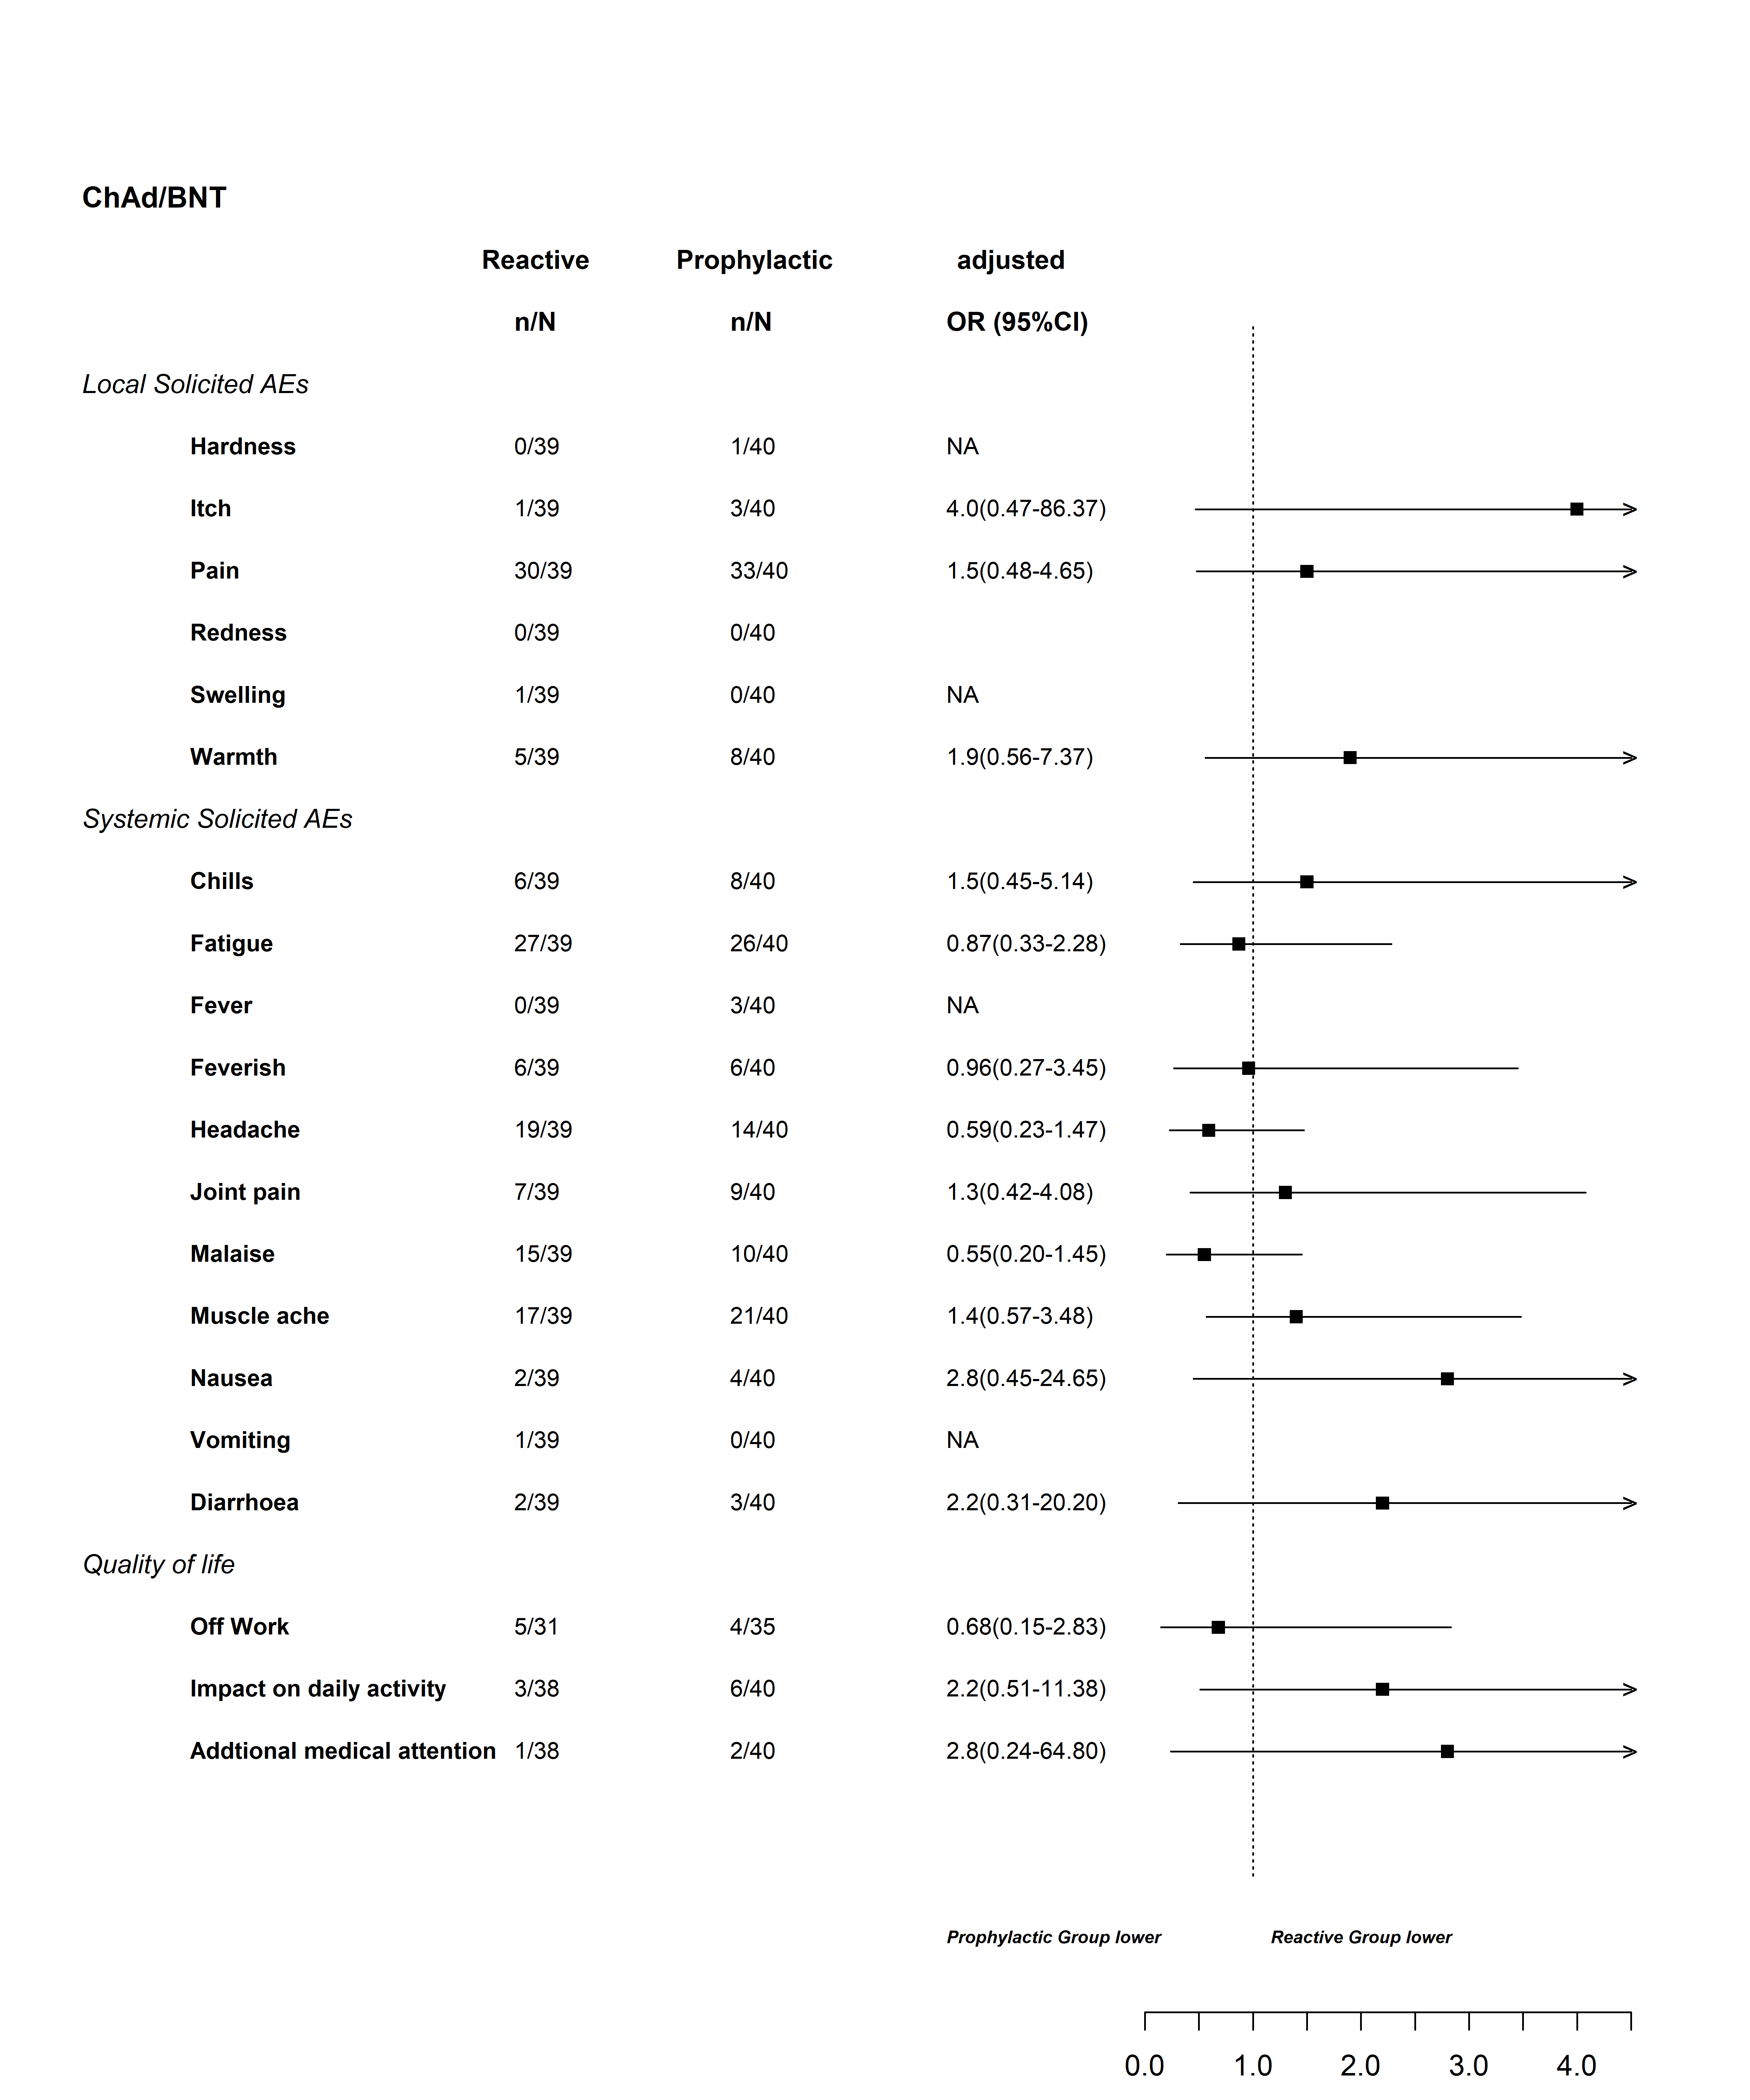 ChAd/BNT
Reactive Prophylactic adjusted
n/N n/N OR (95%CI)
Local Solicited AEs
Hardness 0/39 1/40 NA
Itch 1/39 3/40 4.0(0.47-86.37)
Pain 30/39 33/40 1.5(0.48-4.65)
Redness 0/39 0/40
Swelling 1/39 0/40 NA
Warmth 5/39 8/40 1.9(0.56-7.37)
Systemic Solicited AEs
Chills 6/39 8/40 1.5(0.45-5.14)
Fatigue 27/39 26/40 0.87(0.33-2.28)
Fever 0/39 3/40 NA
Feverish 6/39 6/40 0.96(0.27-3.45)
Headache 19/39 14/40 0.59(0.23-1.47)
Joint pain 7/39 9/40 1.3(0.42-4.08)
Malaise 15/39 10/40 0.55(0.20-1.45)
Muscle ache 17/39 21/40 1.4(0.57-3.48)
Nausea 2/39 4/40 2.8(0.45-24.65)
Vomiting 1/39 0/40 NA
Diarrhoea 2/39 3/40 2.2(0.31-20.20)
Quality of life
Off Work 5/31 4/35 0.68(0.15-2.83)
Impact on daily activity 3/38 6/40 2.2(0.51-11.38)
Addtional medical attention 1/38 2/40 2.8(0.24-64.80)
Prophylactic Group lower Reactive Group lower
0.0 1.0 2.0 3.0 4.0